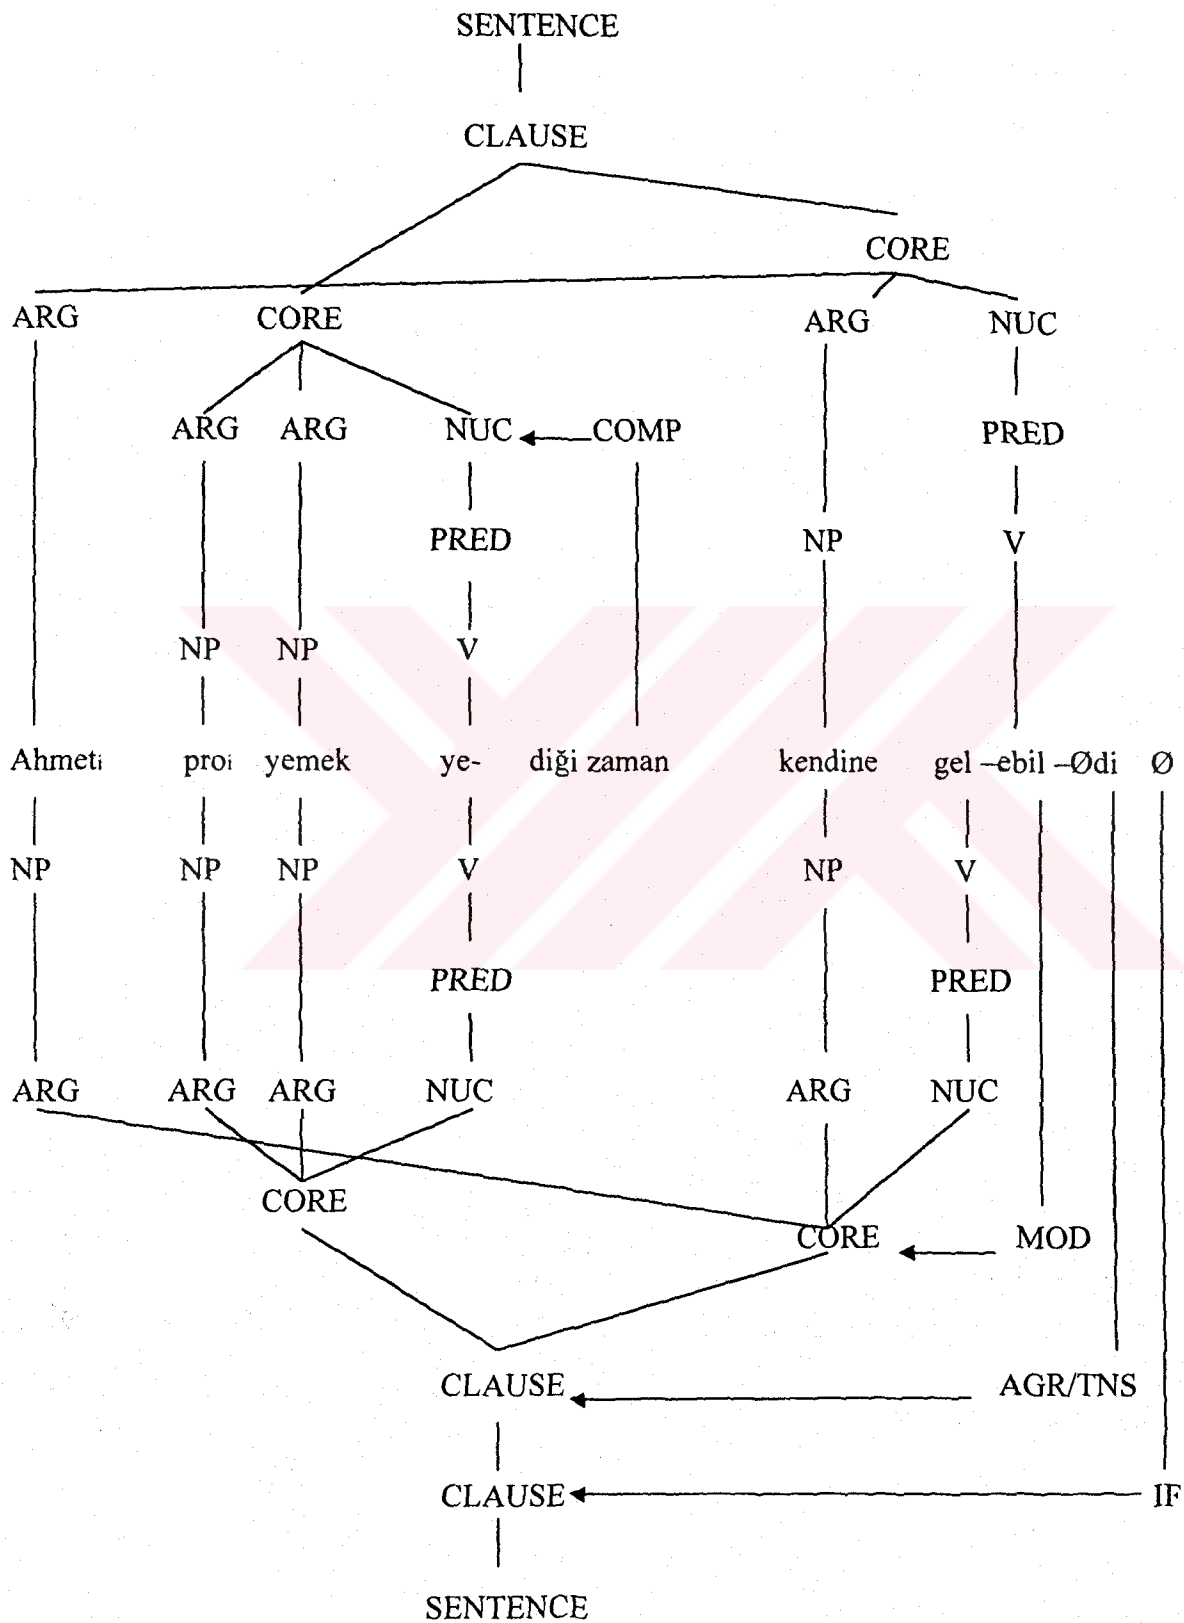 SENTENCE
CLAUSE
CORE
ARG CORE ARG NUC
ARG ARG NUC COMP PRED
PRED NP V
NP NP V
Ahmeti proi yemek ye- diği zaman kendine gel –ebil –Ødi Ø
NP NP NP V NP V
PRED PRED
ARG ARG ARG NUC ARG NUC
CORE
CORE MOD
CLAUSE AGR/TNS
CLAUSE IF
SENTENCE